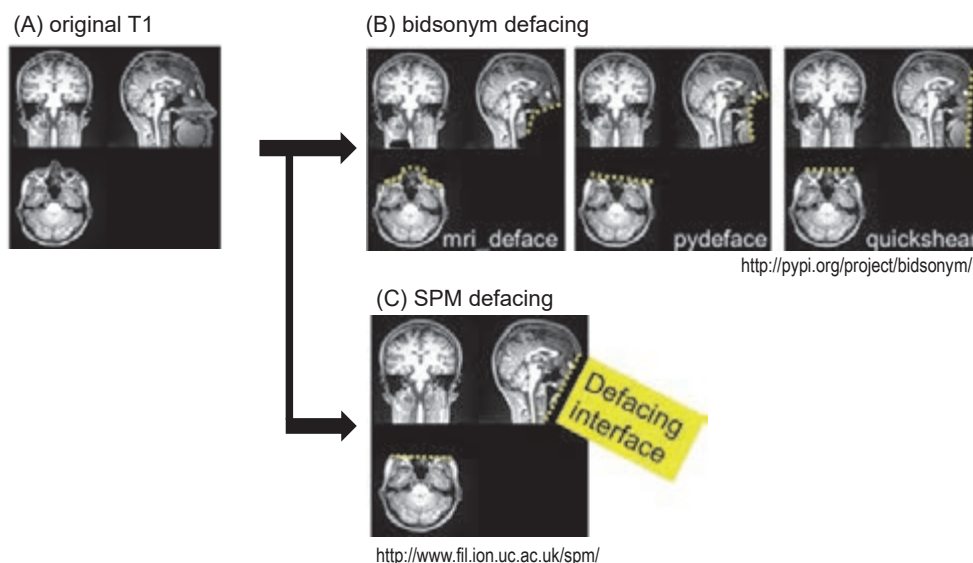 (A) original T1
(B) bidsonym defacing
mri_deface
pydeface
quickshear
http://pypi.org/project/bidsonym/
(C) SPM defacing
Defacing
interface
http://www.fil.ion.uc.ac.uk/spm/